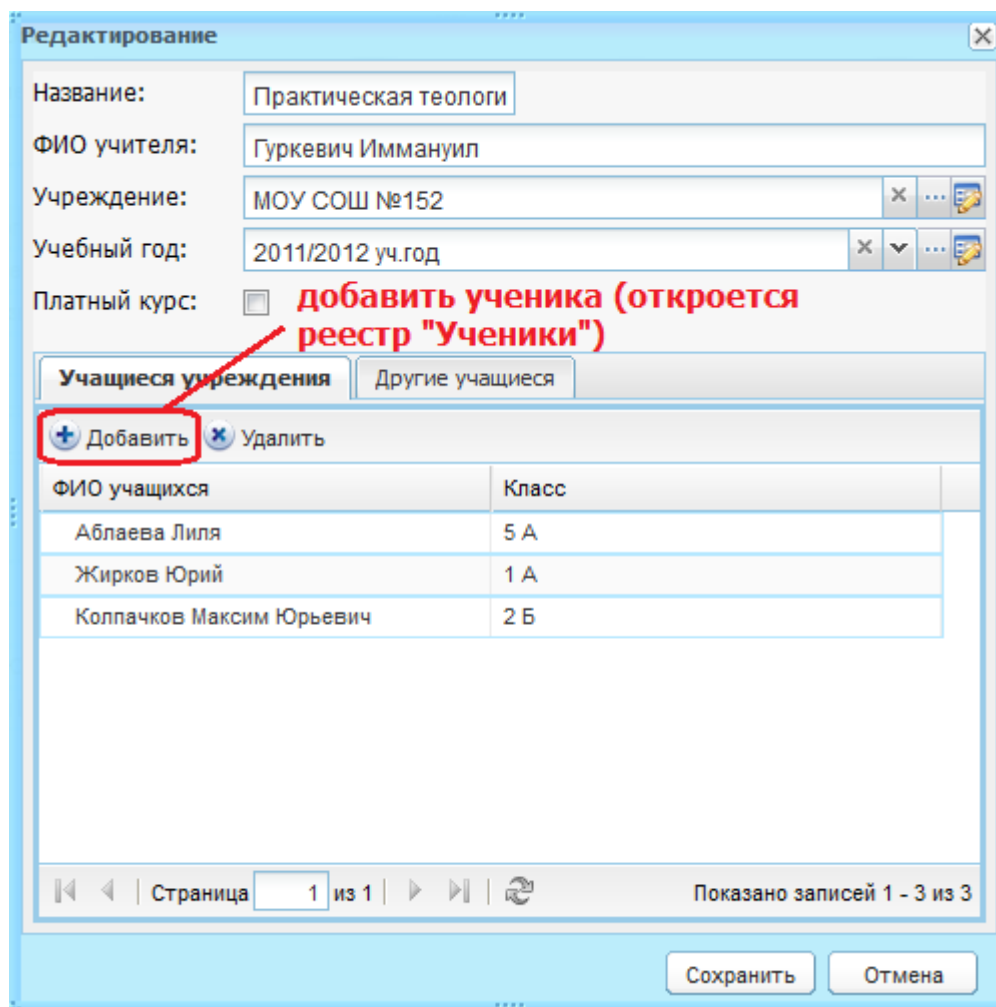 Редактирование
Название: Практическая теологи
ФИО учителя: Гуркевич Иммануил
Учреждение: МОУ СОШ №152
Учебный год: 2011/2012 уч.год
Платный курс:
добавить ученика (откроется
реестр "Ученики")
Учащиеся учреждения Другие учащиеся
Добавить Удалить
ФИО учащихся Класс
Аблаева Лиля 5 А
Жирков Юрий 1 А
Колпачков Максим Юрьевич 2 Б
Страница 1 из 1 Показано записей 1 - 3 из 3
Сохранить Отмена